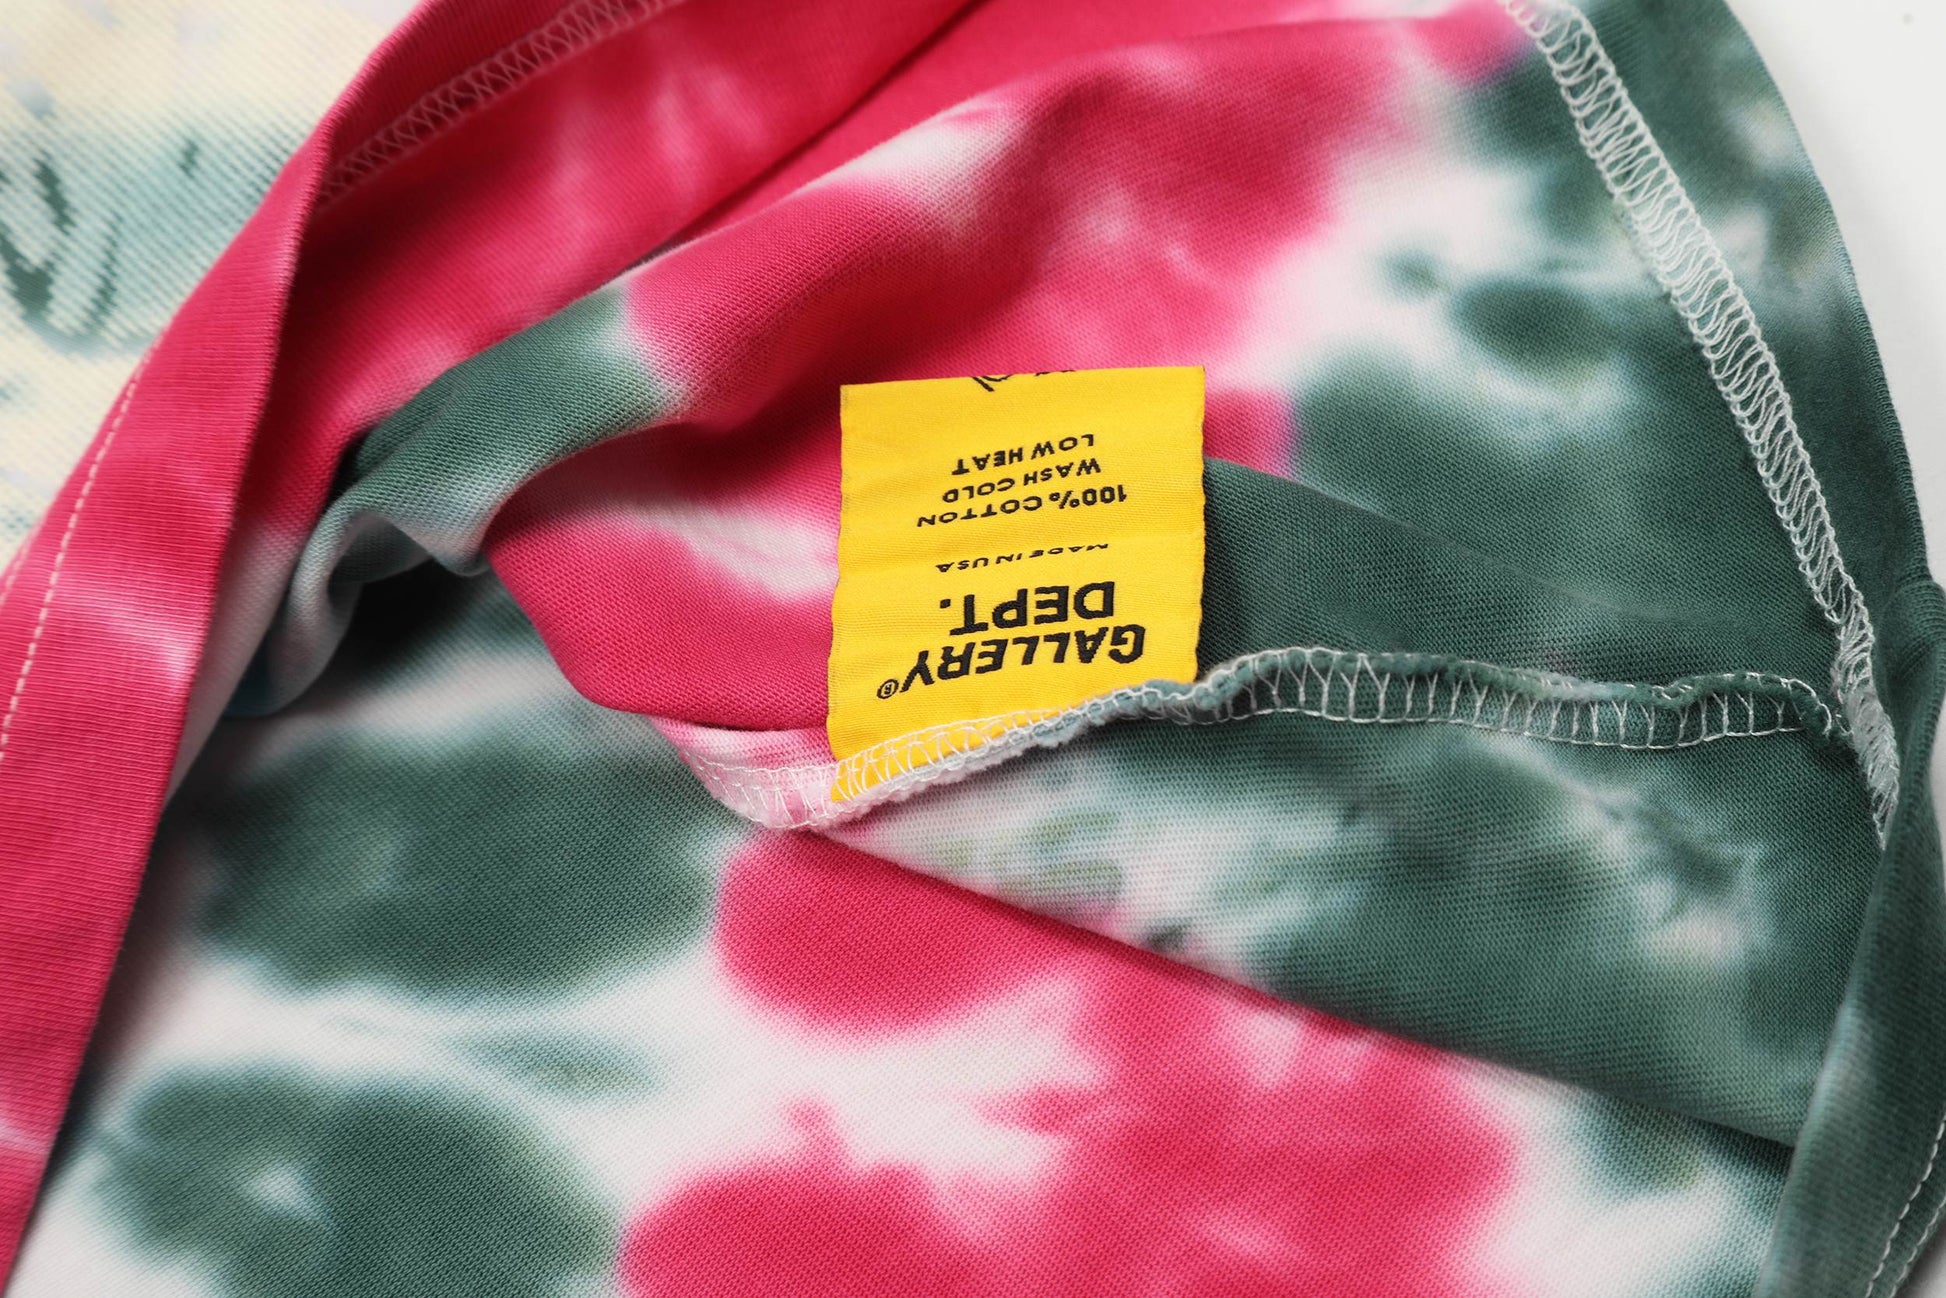 GALLERY®
DEPT.
MADE IN USA
100% COTTON
WASH COLD
LOW HEAT